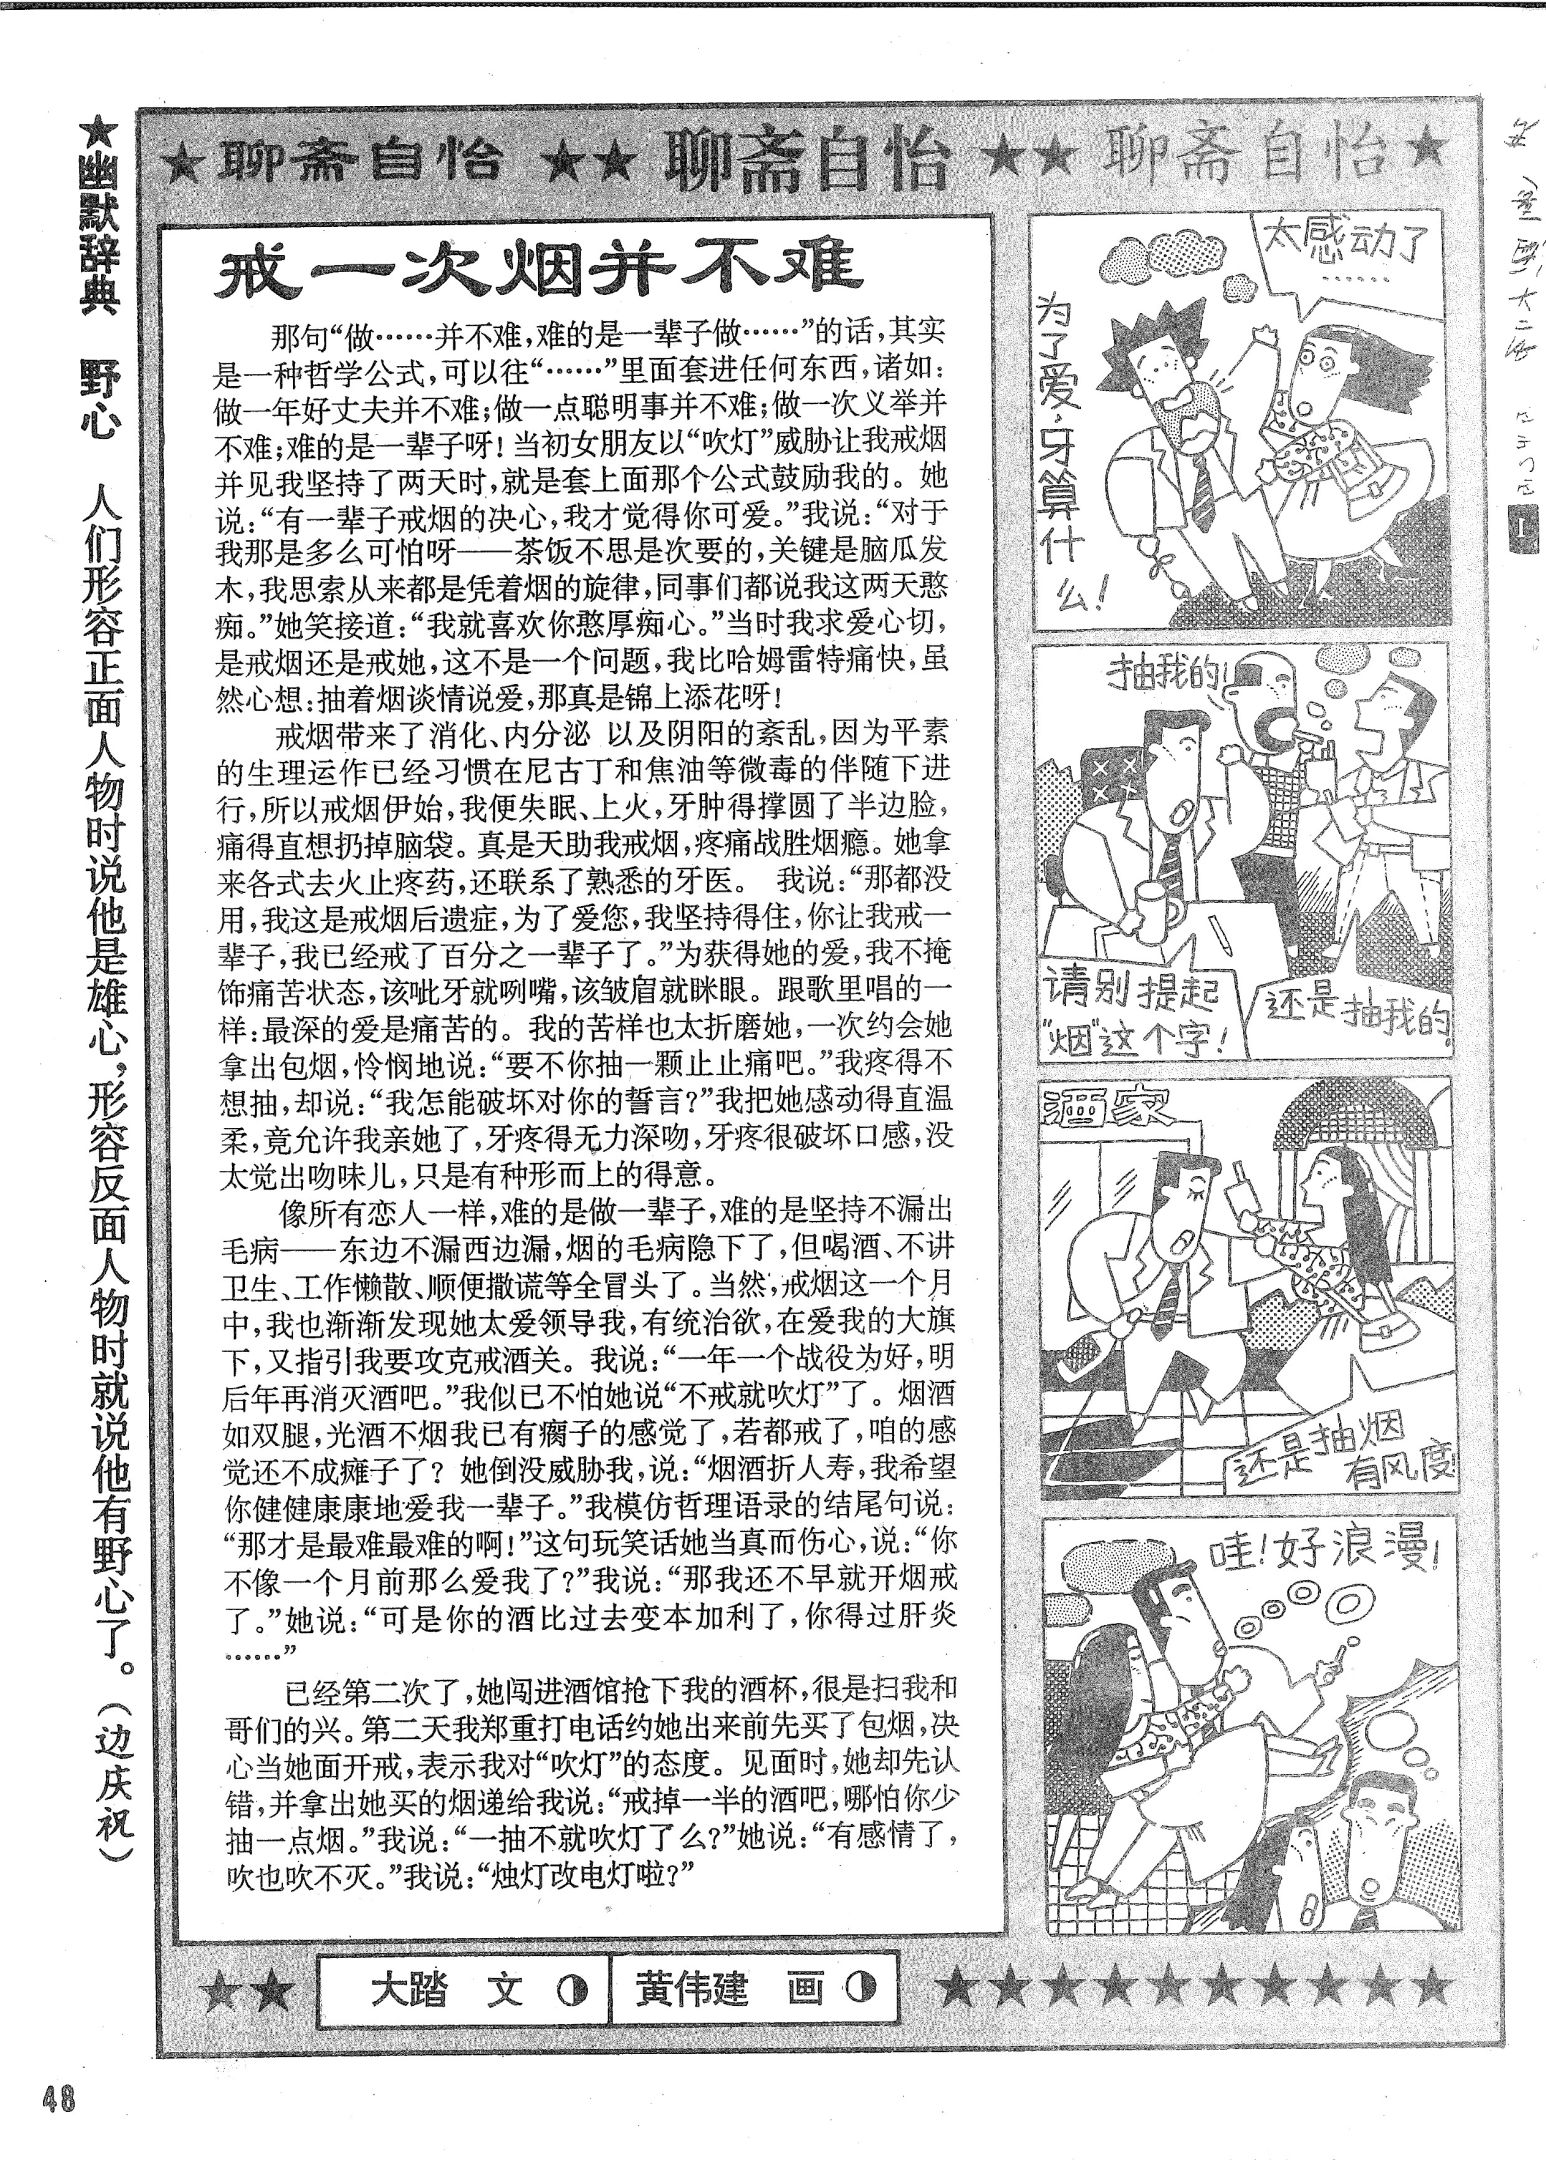 ★聊斋自怡 ★★聊斋自怡 ★★聊斋自怡★
★幽默辞典 野心 人们形容正面人物时说他是雄心，形容反面人物时就说他有野心了。（边庆祝）
戒一次烟并不难
那句“做……并不难，难的是一辈子做……”的话，其实
是一种哲学公式，可以往“……”里面套进任何东西，诸如：
做一年好丈夫并不难；做一点聪明事并不难；做一次义举并
不难；难的是一辈子呀！当初女朋友以“吹灯”威胁让我戒烟
并见我坚持了两天时，就是套上面那个公式鼓励我的。她
说：“有一辈子戒烟的决心，我才觉得你可爱。”我说：“对于
我那是多么可怕呀——茶饭不思是次要的，关键是脑瓜发
木，我思索从来都是凭着烟的旋律，同事们都说我这两天憨
痴。”她笑接道：“我就喜欢你憨厚痴心。”当时我求爱心切，
是戒烟还是戒她，这不是一个问题，我比哈姆雷特痛快，虽
然心想：抽着烟谈情说爱，那真是锦上添花呀！
戒烟带来了消化、内分泌 以及阴阳的紊乱，因为平素
的生理运作已经习惯在尼古丁和焦油等微毒的伴随下进
行，所以戒烟伊始，我便失眠、上火，牙肿得撑圆了半边脸，
痛得直想扔掉脑袋。真是天助我戒烟，疼痛战胜烟瘾。她拿
来各式去火止疼药，还联系了熟悉的牙医。 我说：“那都没
用，我这是戒烟后遗症，为了爱您，我坚持得住，你让我戒一
辈子，我已经戒了百分之一辈子了。”为获得她的爱，我不掩
饰痛苦状态，该呲牙就咧嘴，该皱眉就眯眼。跟歌里唱的一
样：最深的爱是痛苦的。我的苦样也太折磨她，一次约会她
拿出包烟，怜悯地说：“要不你抽一颗止止痛吧。”我疼得不
想抽，却说：“我怎能破坏对你的誓言？”我把她感动得直温
柔，竟允许我亲她了，牙疼得无力深吻，牙疼很破坏口感，没
太觉出吻味儿，只是有种形而上的得意。
像所有恋人一样，难的是做一辈子，难的是坚持不漏出
毛病——东边不漏西边漏，烟的毛病隐下了，但喝酒、不讲
卫生、工作懒散、顺便撒谎等全冒头了。当然，戒烟这一个月
中，我也渐渐发现她太爱领导我，有统治欲，在爱我的大旗
下，又指引我要攻克戒酒关。我说：“一年一个战役为好，明
后年再消灭酒吧。”我似已不怕她说“不戒就吹灯”了。烟酒
如双腿，光酒不烟我已有瘸子的感觉了，若都戒了，咱的感
觉还不成瘫子了？她倒没威胁我，说：“烟酒折人寿，我希望
你健健康康地爱我一辈子。”我模仿哲理语录的结尾句说：
“那才是最难最难的啊！”这句玩笑话她当真而伤心，说：“你
不像一个月前那么爱我了？”我说：“那我还不早就开烟戒
了。”她说：“可是你的酒比过去变本加利了，你得过肝炎
……”
已经第二次了，她闯进酒馆抢下我的酒杯，很是扫我和
哥们的兴。第二天我郑重打电话约她出来前先买了包烟，决
心当她面开戒，表示我对“吹灯”的态度。见面时，她却先认
错，并拿出她买的烟递给我说：“戒掉一半的酒吧，哪怕你少
抽一点烟。”我说：“一抽不就吹灯了么？”她说：“有感情了，
吹也吹不灭。”我说：“烛灯改电灯啦？”
太感动了
……
为了爱，牙算什么！
抽我的！
请别提起
“烟”这个字！
还是抽我的！
酒家
还是抽烟
有风度
哇！好浪漫！
大踏 文
黄伟建 画
48